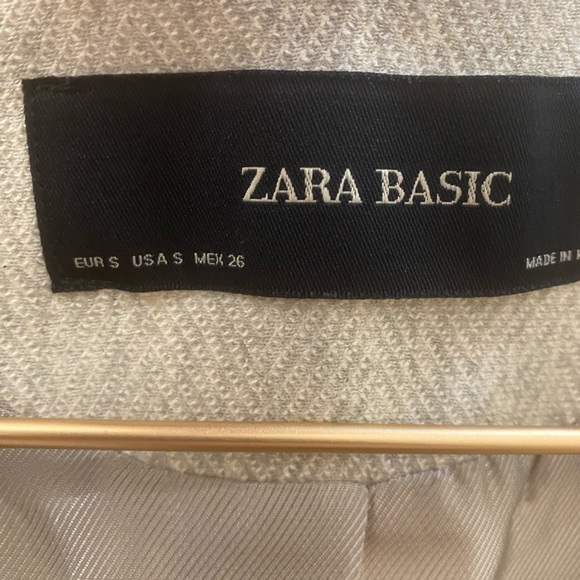 ZARA BASIC
EUR S USA S MEX 26 MADE IN